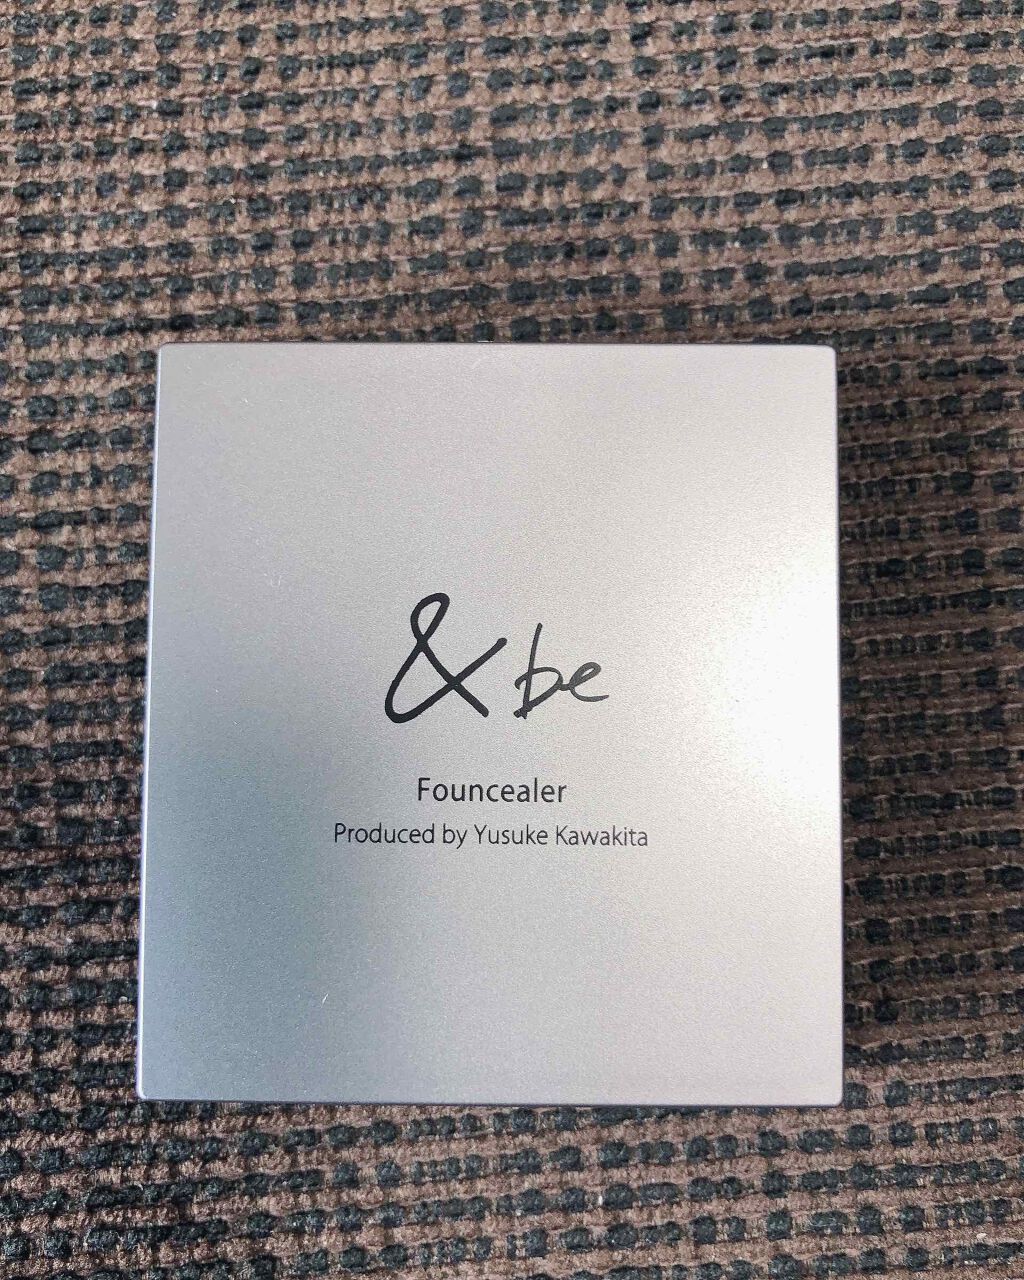 &be
Founcealer
Produced by Yusuke Kawakita